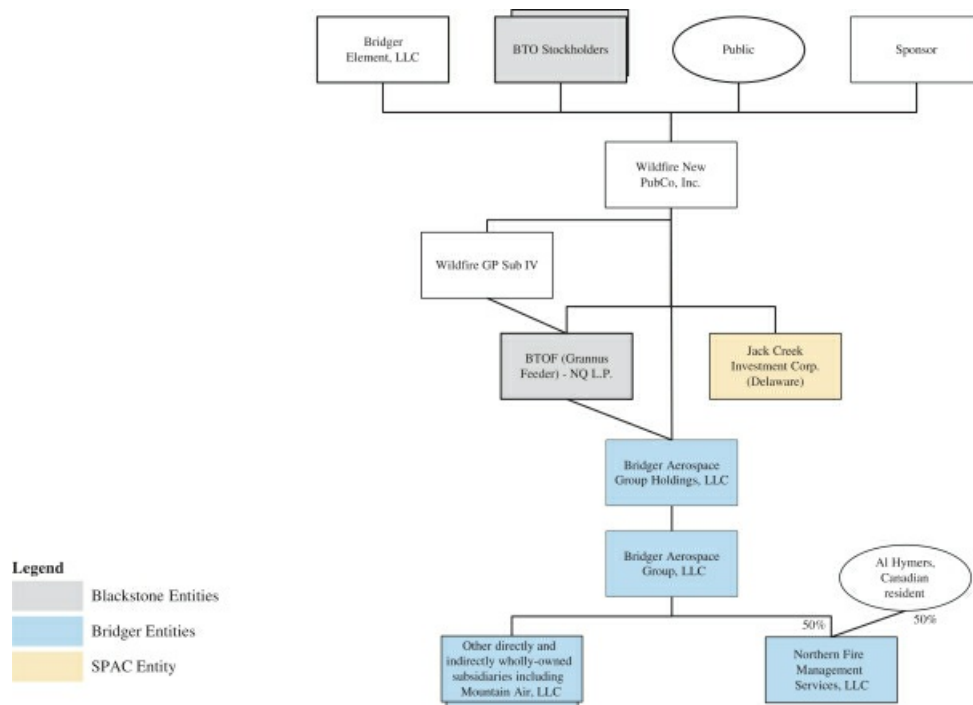 Bridger
Element, LLC
BTO Stockholders
Public
Sponsor
Wildfire New
PubCo, Inc.
Wildfire GP Sub IV
BTOF (Grannus
Feeder) - NQ L.P.
Jack Creek
Investment Corp.
(Delaware)
Bridger Aerospace
Group Holdings, LLC
Bridger Aerospace
Group, LLC
Al Hymers,
Canadian
resident
50%
50%
Other directly and
indirectly wholly-owned
subsidiaries including
Mountain Air, LLC
Northern Fire
Management
Services, LLC
Legend
Blackstone Entities
Bridger Entities
SPAC Entity